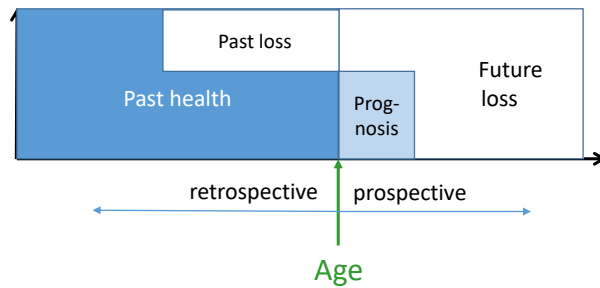 Past loss
Future
loss
Past health
Prog-
nosis
retrospective
prospective
Age